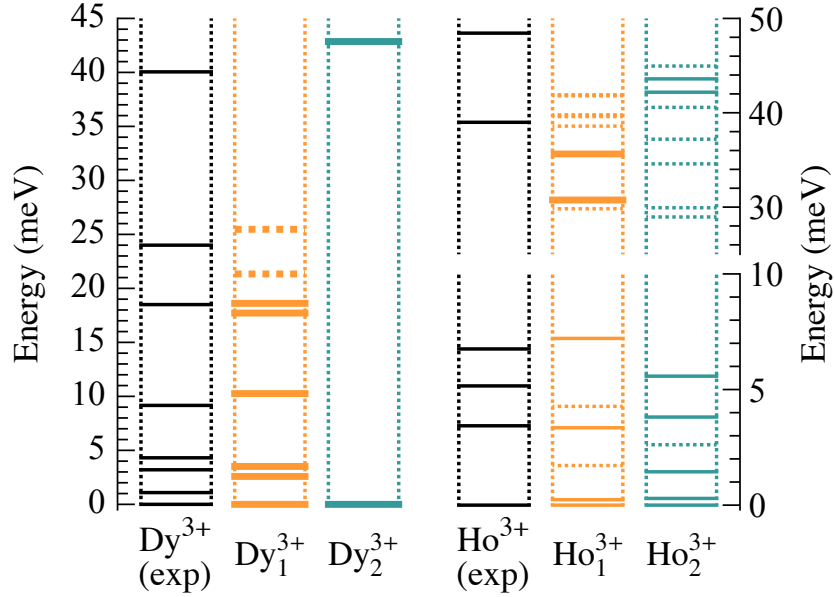 45
40
35
30
25
20
15
10
5
0
Energy (meV)
50
40
30
10
5
0
Energy (meV)
Dy³⁺
(exp)
Dy₁³⁺
Dy₂³⁺
Ho³⁺
(exp)
Ho₁³⁺
Ho₂³⁺